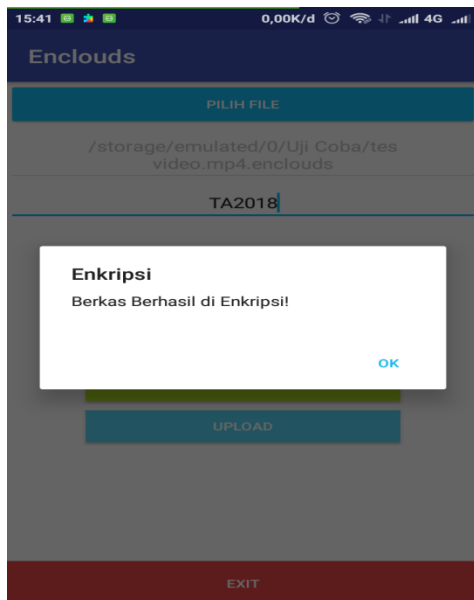 15:41 0,00K/d 4G
Enclouds
PILIH FILE
/storage/emulated/0/Uji Coba/tes
video.mp4.enclouds
TA2018
Enkripsi
Berkas Berhasil di Enkripsi!
OK
UPLOAD
EXIT